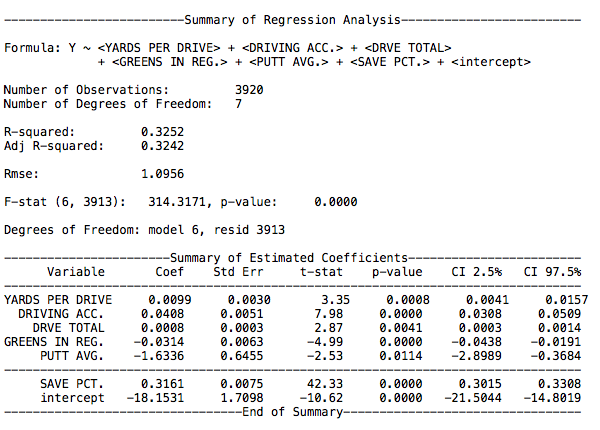 -------------------------Summary of Regression Analysis-------------------------
Formula: Y ~ <YARDS PER DRIVE> + <DRIVING ACC.> + <DRVE TOTAL>
+ <GREENS IN REG.> + <PUTT AVG.> + <SAVE PCT.> + <intercept>
Number of Observations: 3920
Number of Degrees of Freedom: 7
R-squared: 0.3252
Adj R-squared: 0.3242
Rmse: 1.0956
F-stat (6, 3913): 314.3171, p-value: 0.0000
Degrees of Freedom: model 6, resid 3913
-----------------------Summary of Estimated Coefficients------------------------
Variable Coef Std Err t-stat p-value CI 2.5% CI 97.5%
--------------------------------------------------------------------------------
YARDS PER DRIVE 0.0099 0.0030 3.35 0.0008 0.0041 0.0157
DRIVING ACC. 0.0408 0.0051 7.98 0.0000 0.0308 0.0509
DRVE TOTAL 0.0008 0.0003 2.87 0.0041 0.0003 0.0014
GREENS IN REG. -0.0314 0.0063 -4.99 0.0000 -0.0438 -0.0191
PUTT AVG. -1.6336 0.6455 -2.53 0.0114 -2.8989 -0.3684
--------------------------------------------------------------------------------
SAVE PCT. 0.3161 0.0075 42.33 0.0000 0.3015 0.3308
intercept -18.1531 1.7098 -10.62 0.0000 -21.5044 -14.8019
---------------------------------End of Summary---------------------------------